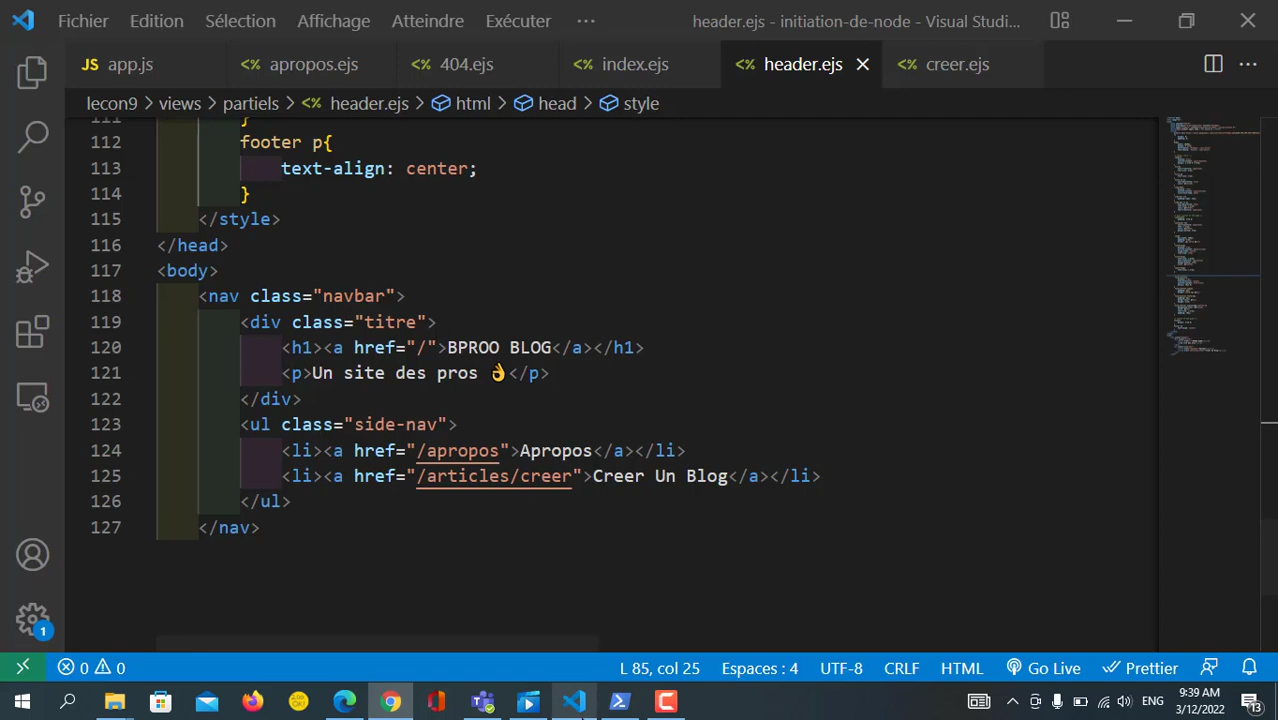 Fichier Edition Sélection Affichage Atteindre Exécuter ··· header.ejs - initiation-de-node - Visual Studi...
JS app.js <% apropos.ejs <% 404.ejs <% index.ejs <% header.ejs <% creer.ejs ···
lecon9 > views > partiels > <% header.ejs > html > head > style
111 }
112 footer p{
113 text-align: center;
114 }
115 </style>
116 </head>
117 <body>
118 <nav class="navbar">
119 <div class="titre">
120 <h1><a href="/">BPROO BLOG</a></h1>
121 <p>Un site des pros 👌</p>
122 </div>
123 <ul class="side-nav">
124 <li><a href="/apropos">Apropos</a></li>
125 <li><a href="/articles/creer">Creer Un Blog</a></li>
126 </ul>
127 </nav>
1
0 0 L 85, col 25 Espaces : 4 UTF-8 CRLF HTML Go Live Prettier
ENG 9:39 AM
3/12/2022 13